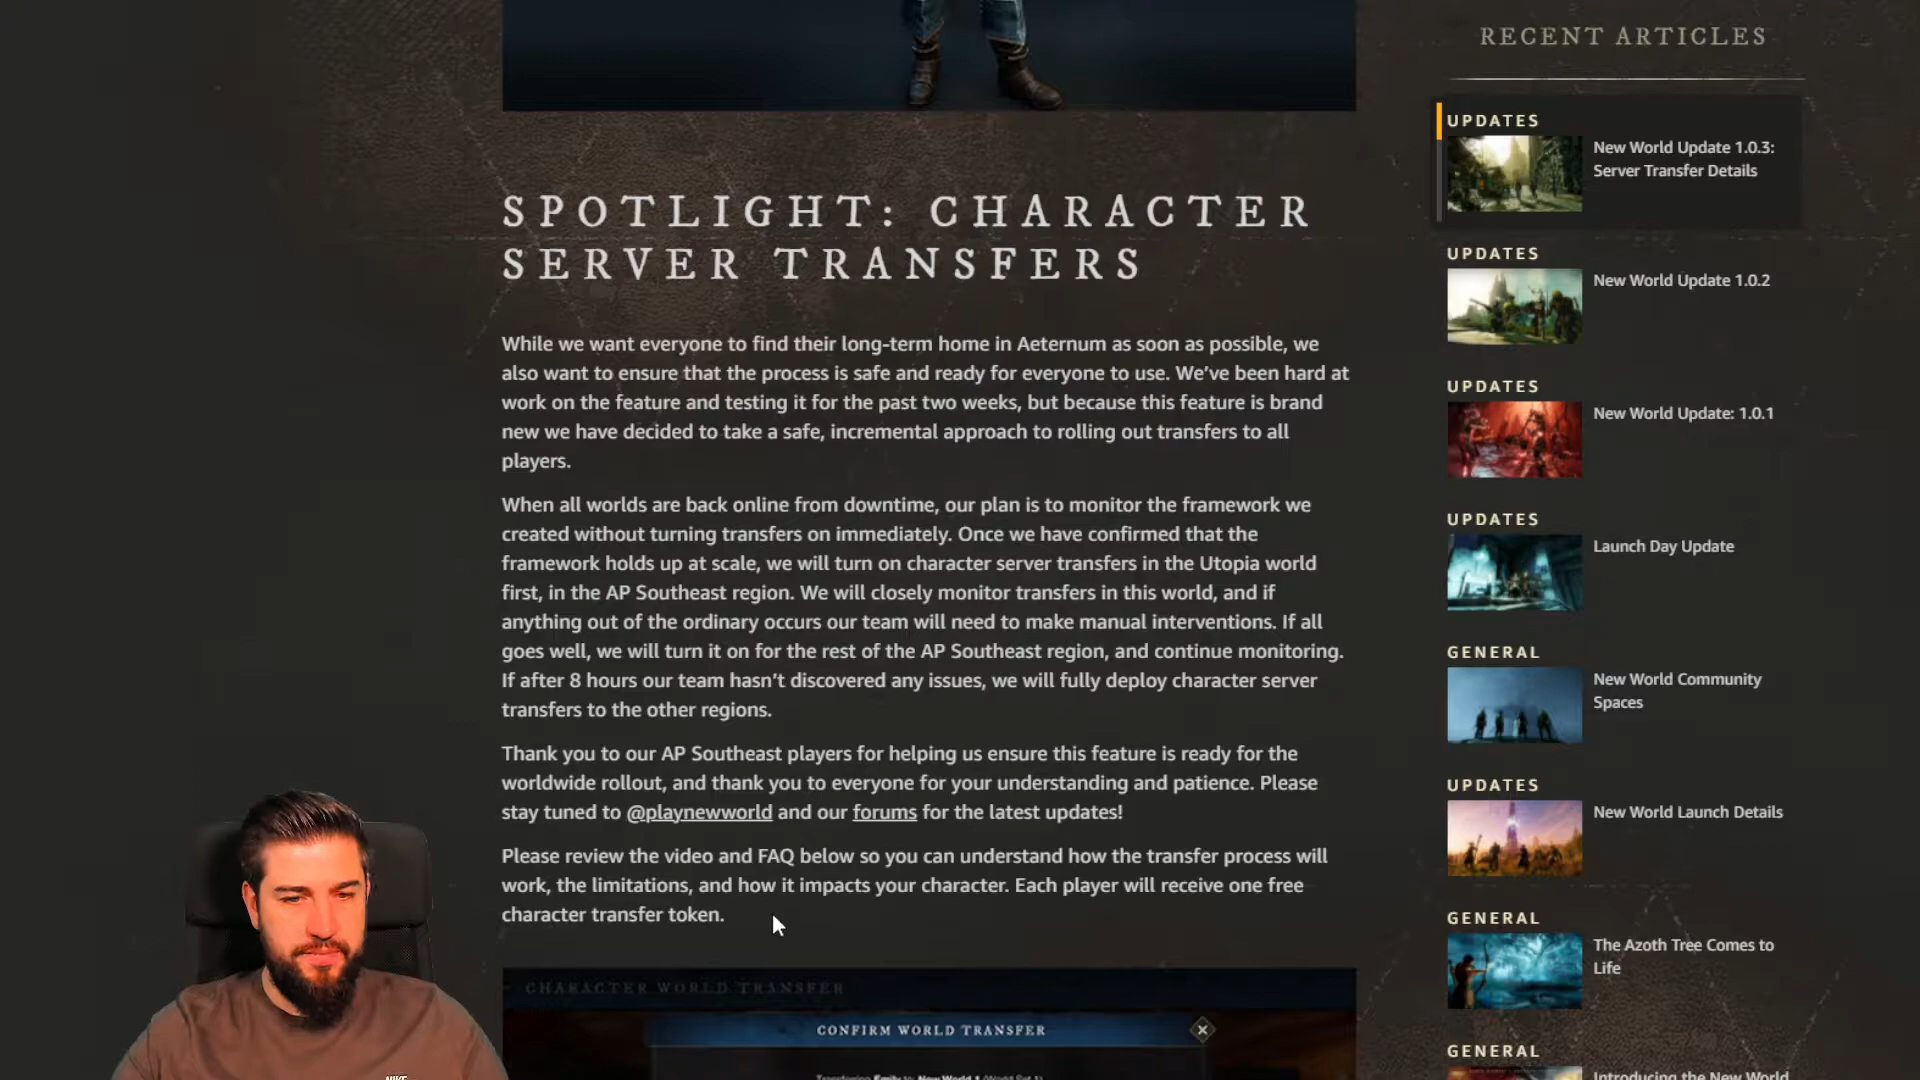 SPOTLIGHT: CHARACTER
SERVER TRANSFERS
While we want everyone to find their long-term home in Aeternum as soon as possible, we
also want to ensure that the process is safe and ready for everyone to use. We’ve been hard at
work on the feature and testing it for the past two weeks, but because this feature is brand
new we have decided to take a safe, incremental approach to rolling out transfers to all
players.
When all worlds are back online from downtime, our plan is to monitor the framework we
created without turning transfers on immediately. Once we have confirmed that the
framework holds up at scale, we will turn on character server transfers in the Utopia world
first, in the AP Southeast region. We will closely monitor transfers in this world, and if
anything out of the ordinary occurs our team will need to make manual interventions. If all
goes well, we will turn it on for the rest of the AP Southeast region, and continue monitoring.
If after 8 hours our team hasn’t discovered any issues, we will fully deploy character server
transfers to the other regions.
Thank you to our AP Southeast players for helping us ensure this feature is ready for the
worldwide rollout, and thank you to everyone for your understanding and patience. Please
stay tuned to @playnewworld and our forums for the latest updates!
Please review the video and FAQ below so you can understand how the transfer process will
work, the limitations, and how it impacts your character. Each player will receive one free
character transfer token.
CHARACTER WORLD TRANSFER
CONFIRM WORLD TRANSFER
Transferring Emily to: New World 1 (World Set 1)
NIKE
RECENT ARTICLES
UPDATES
New World Update 1.0.3:
Server Transfer Details
UPDATES
New World Update 1.0.2
UPDATES
New World Update: 1.0.1
UPDATES
Launch Day Update
GENERAL
New World Community
Spaces
UPDATES
New World Launch Details
GENERAL
The Azoth Tree Comes to
Life
GENERAL
Introducing the New World